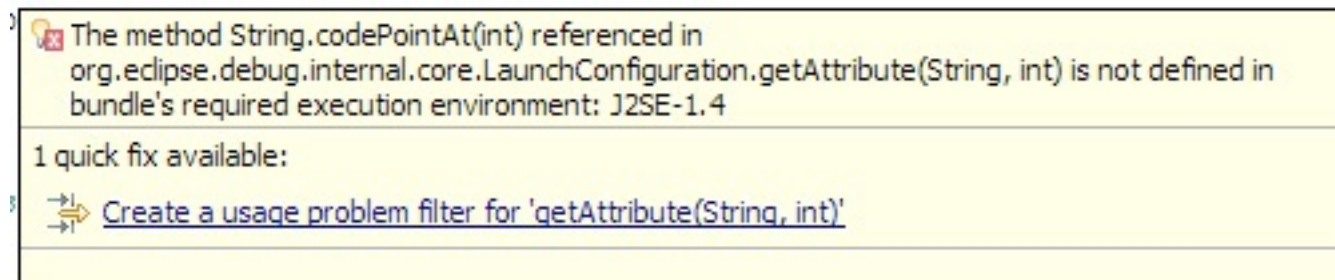 The method String.codePointAt(int) referenced in
org.eclipse.debug.internal.core.LaunchConfiguration.getAttribute(String, int) is not defined in
bundle's required execution environment: J2SE-1.4
1 quick fix available:
Create a usage problem filter for 'getAttribute(String, int)'